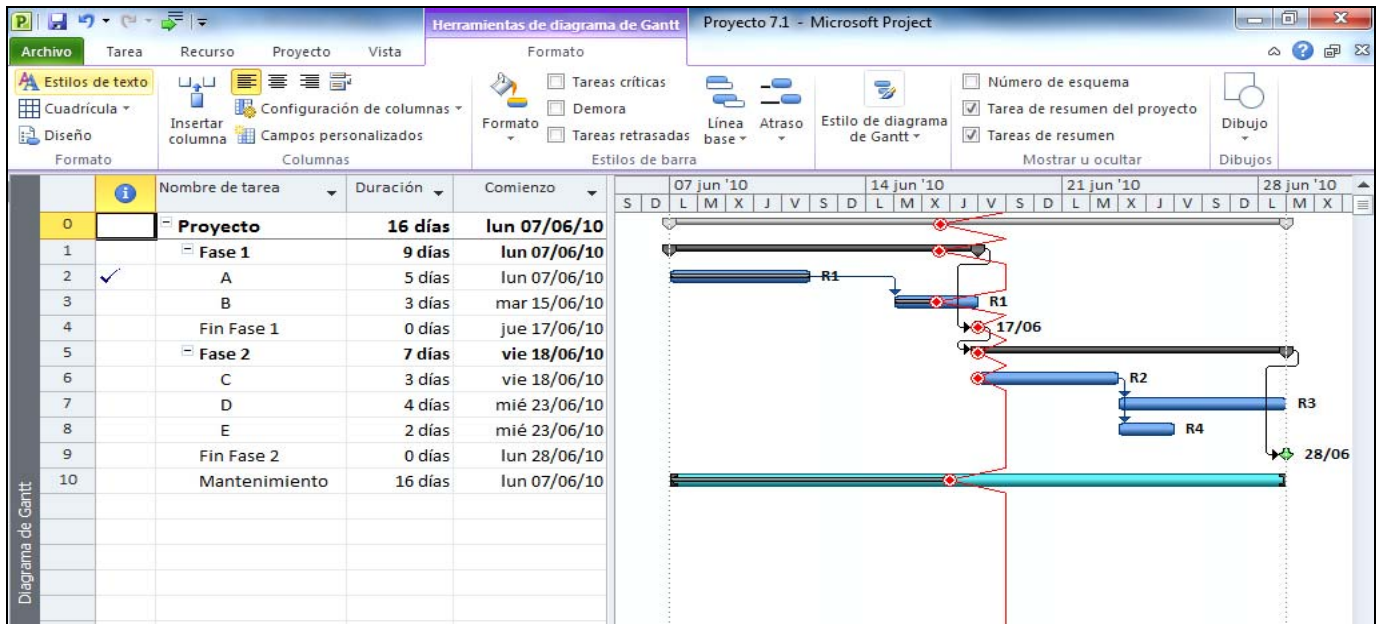 Herramientas de diagrama de Gantt
Proyecto 7.1 - Microsoft Project
Archivo Tarea Recurso Proyecto Vista Formato
Estilos de texto
Cuadrícula
Diseño
Formato
Insertar columna
Configuración de columnas
Campos personalizados
Columnas
Formato
Tareas críticas
Demora
Tareas retrasadas
Línea base
Atraso
Estilos de barra
Estilo de diagrama de Gantt
Número de esquema
Tarea de resumen del proyecto
Tareas de resumen
Mostrar u ocultar
Dibujo
Dibujos
Nombre de tarea Duración Comienzo
07 jun '10 14 jun '10 21 jun '10 28 jun '10
S D L M X J V S D L M X J V S D L M X J V S D L M X
0 Proyecto 16 días lun 07/06/10
1 Fase 1 9 días lun 07/06/10
2 A 5 días lun 07/06/10 R1
3 B 3 días mar 15/06/10 R1
4 Fin Fase 1 0 días jue 17/06/10 17/06
5 Fase 2 7 días vie 18/06/10
6 C 3 días vie 18/06/10 R2
7 D 4 días mié 23/06/10 R3
8 E 2 días mié 23/06/10 R4
9 Fin Fase 2 0 días lun 28/06/10 28/06
10 Mantenimiento 16 días lun 07/06/10
Diagrama de Gantt